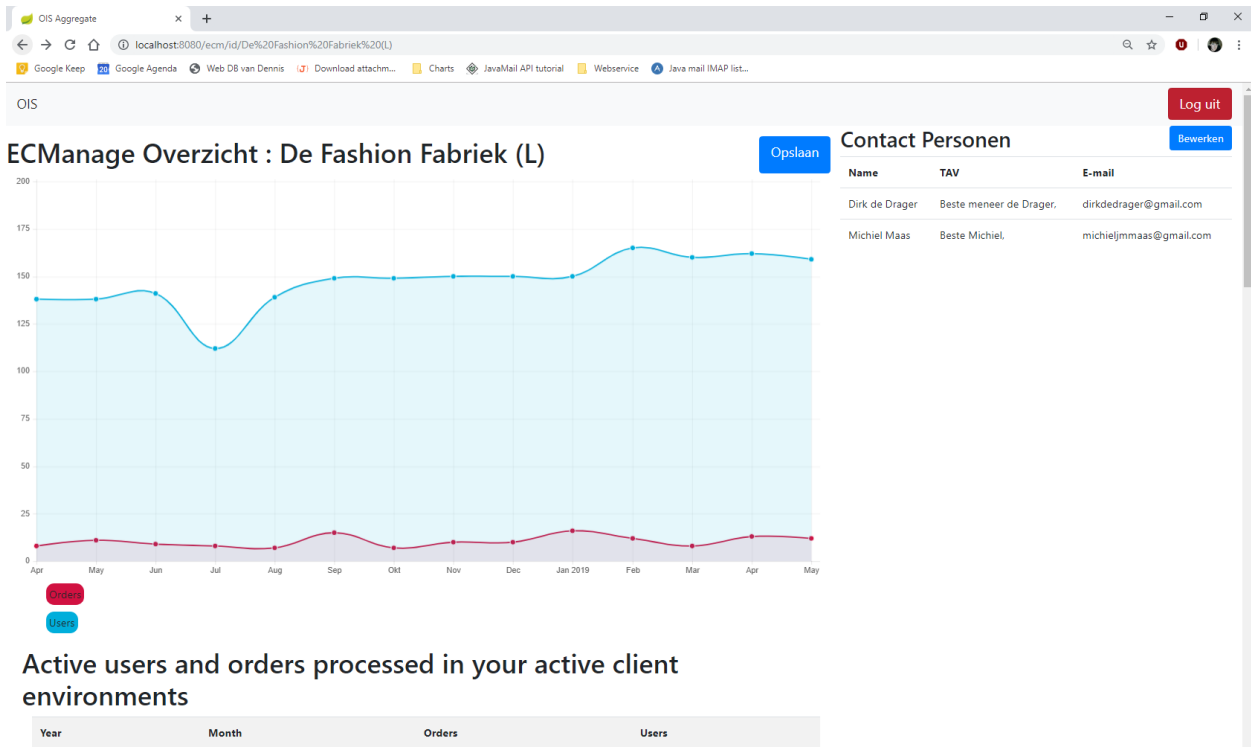 OIS Aggregate
localhost:8080/ecm/id/De%20Fashion%20Fabriek%20(L)
Google Keep 20 Google Agenda Web DB van Dennis Download attachm... Charts JavaMail API tutorial Webservice Java mail IMAP list...
OIS Log uit
ECManage Overzicht : De Fashion Fabriek (L) Opslaan
Contact Personen Bewerken
Name TAV E-mail
Dirk de Drager Beste meneer de Drager, dirkdedrager@gmail.com
Michiel Maas Beste Michiel, michieljmmaas@gmail.com
200
175
150
125
100
75
50
25
0
Apr May Jun Jul Aug Sep Okt Nov Dec Jan 2019 Feb Mar Apr May
Orders
Users
Active users and orders processed in your active client
environments
Year Month Orders Users